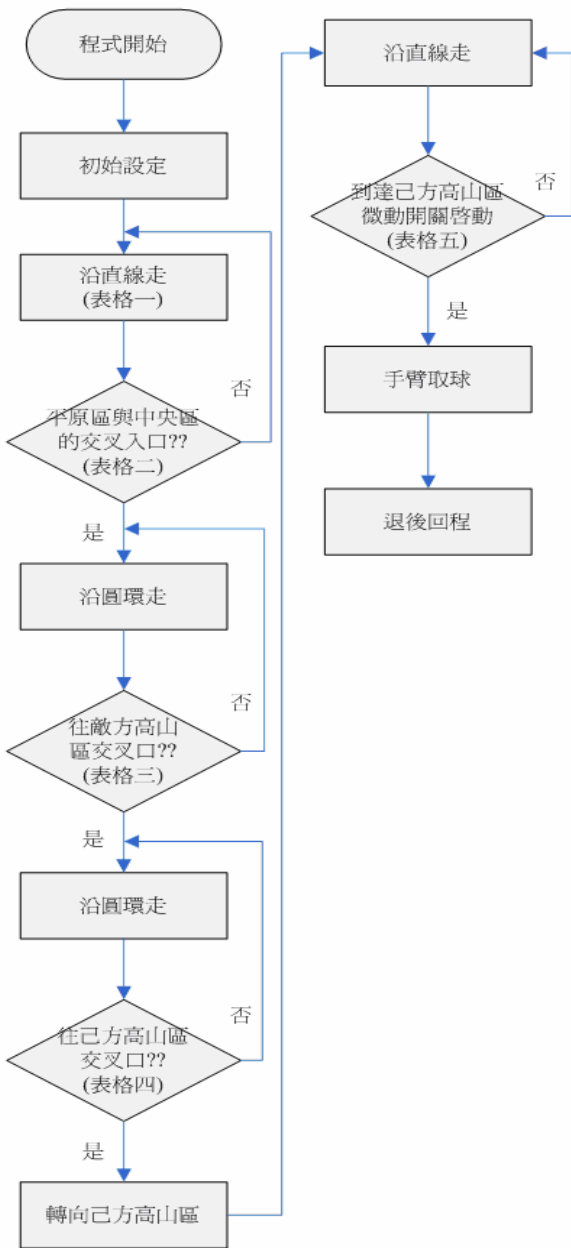 程式開始
初始設定
沿直線走
(表格一)
否
平原區與中央區
的交叉入口??
(表格二)
是
沿圓環走
否
往敵方高山
區交叉口??
(表格三)
是
沿圓環走
否
往己方高山區
交叉口??
(表格四)
是
轉向己方高山區
沿直線走
到達己方高山區
微動開關啓動
(表格五)
否
是
手臂取球
退後回程